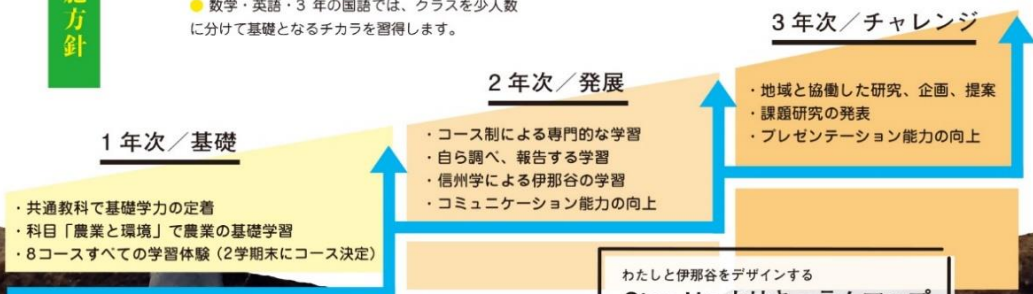 方針
● 数学・英語・3 年の国語では、クラスを少人数
に分けて基礎となるチカラを習得します。
1 年次／基礎
・共通教科で基礎学力の定着
・科目「農業と環境」で農業の基礎学習
・8コースすべての学習体験（2学期末にコース決定）
2 年次／発展
・コース制による専門的な学習
・自ら調べ、報告する学習
・信州学による伊那谷の学習
・コミュニケーション能力の向上
3 年次／チャレンジ
・地域と協働した研究、企画、提案
・課題研究の発表
・プレゼンテーション能力の向上
わたしと伊那谷をデザインする